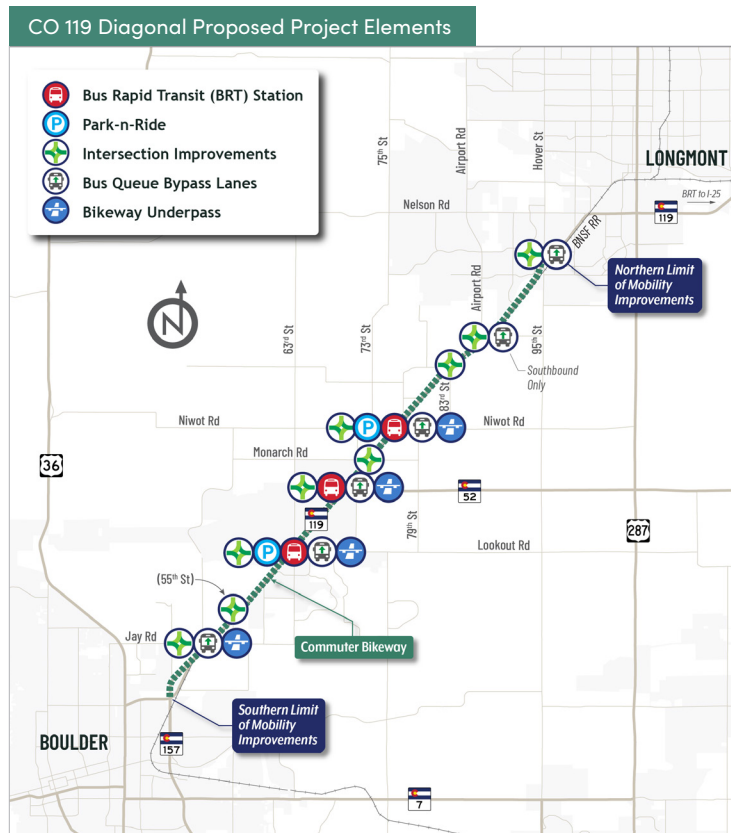 CO 119 Diagonal Proposed Project Elements
Bus Rapid Transit (BRT) Station
P
Park-n-Ride
Intersection Improvements
Bus Queue Bypass Lanes
Bikeway Underpass
75th St
Airport Rd
Hover St
LONGMONT
BRT to I-25
119
Nelson Rd
BNSF RR
Northern Limit
of Mobility
Improvements
N
Airport Rd
95th St
63rd St
73rd St
Southbound
Only
83rd St
Niwot Rd
P
Niwot Rd
Monarch Rd
36
52
119
79th St
287
P
Lookout Rd
(55th St)
Jay Rd
Commuter Bikeway
Southern Limit
of Mobility
Improvements
BOULDER
157
7